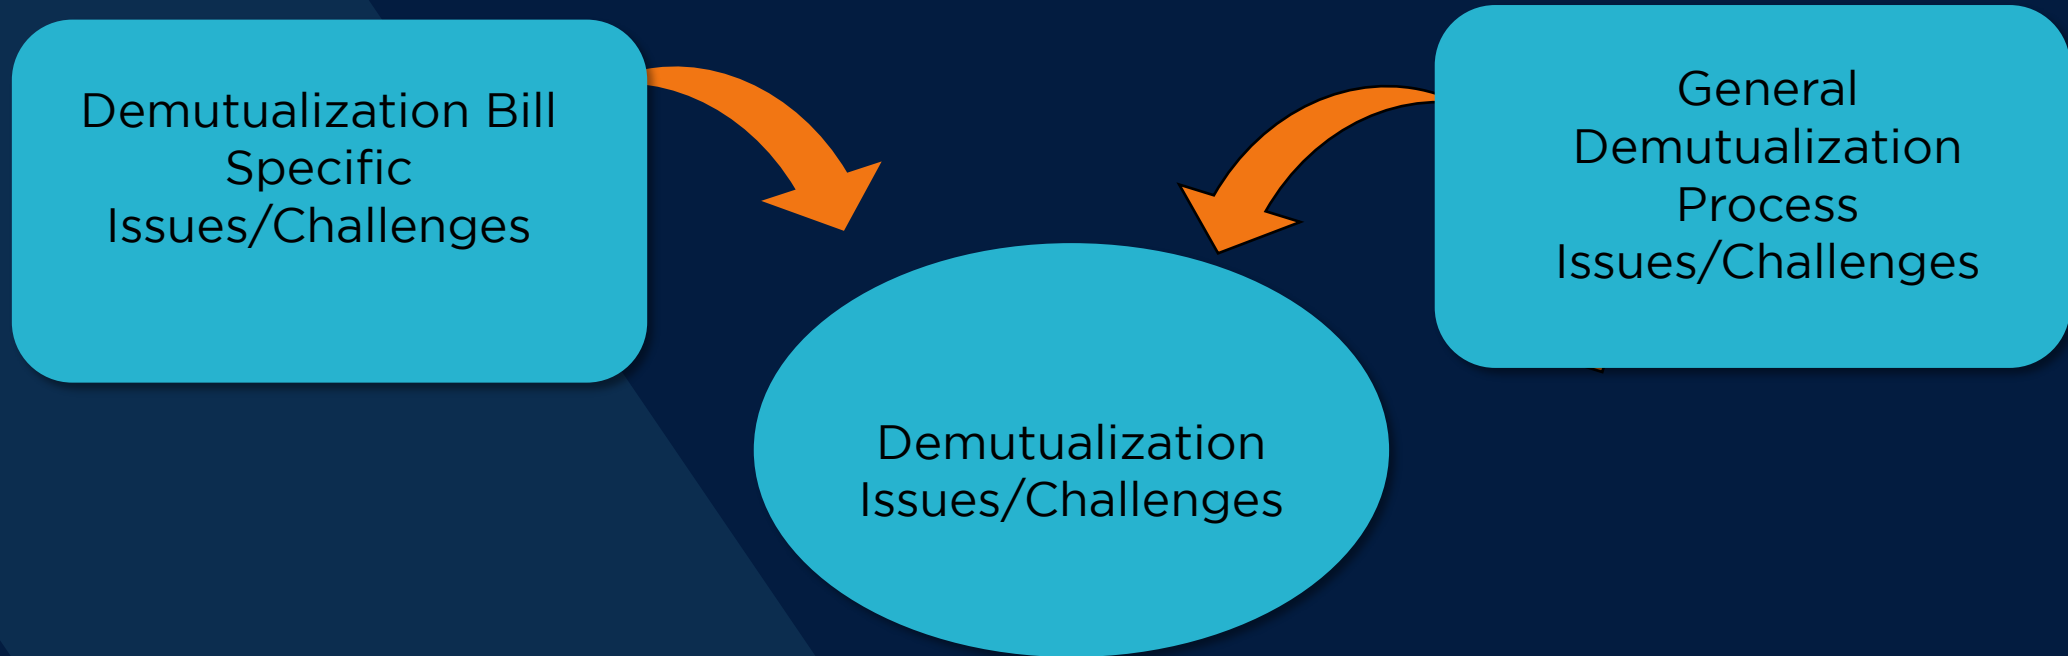 Demutualization Bill
Specific
Issues/Challenges
General
Demutualization
Process
Issues/Challenges
Demutualization
Issues/Challenges